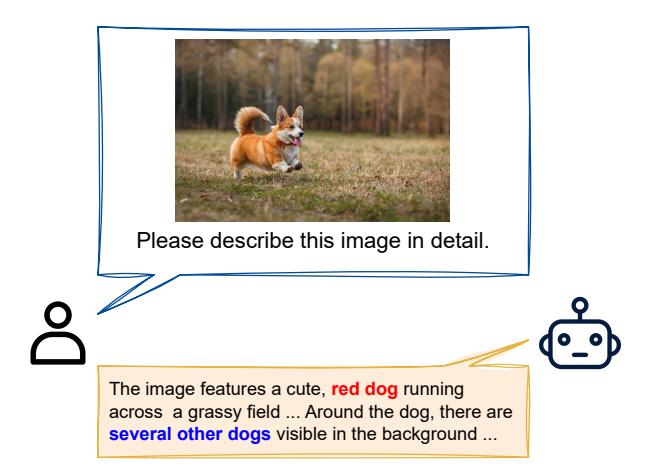 Please describe this image in detail.
The image features a cute, red dog running
across a grassy field ... Around the dog, there are
several other dogs visible in the background ...